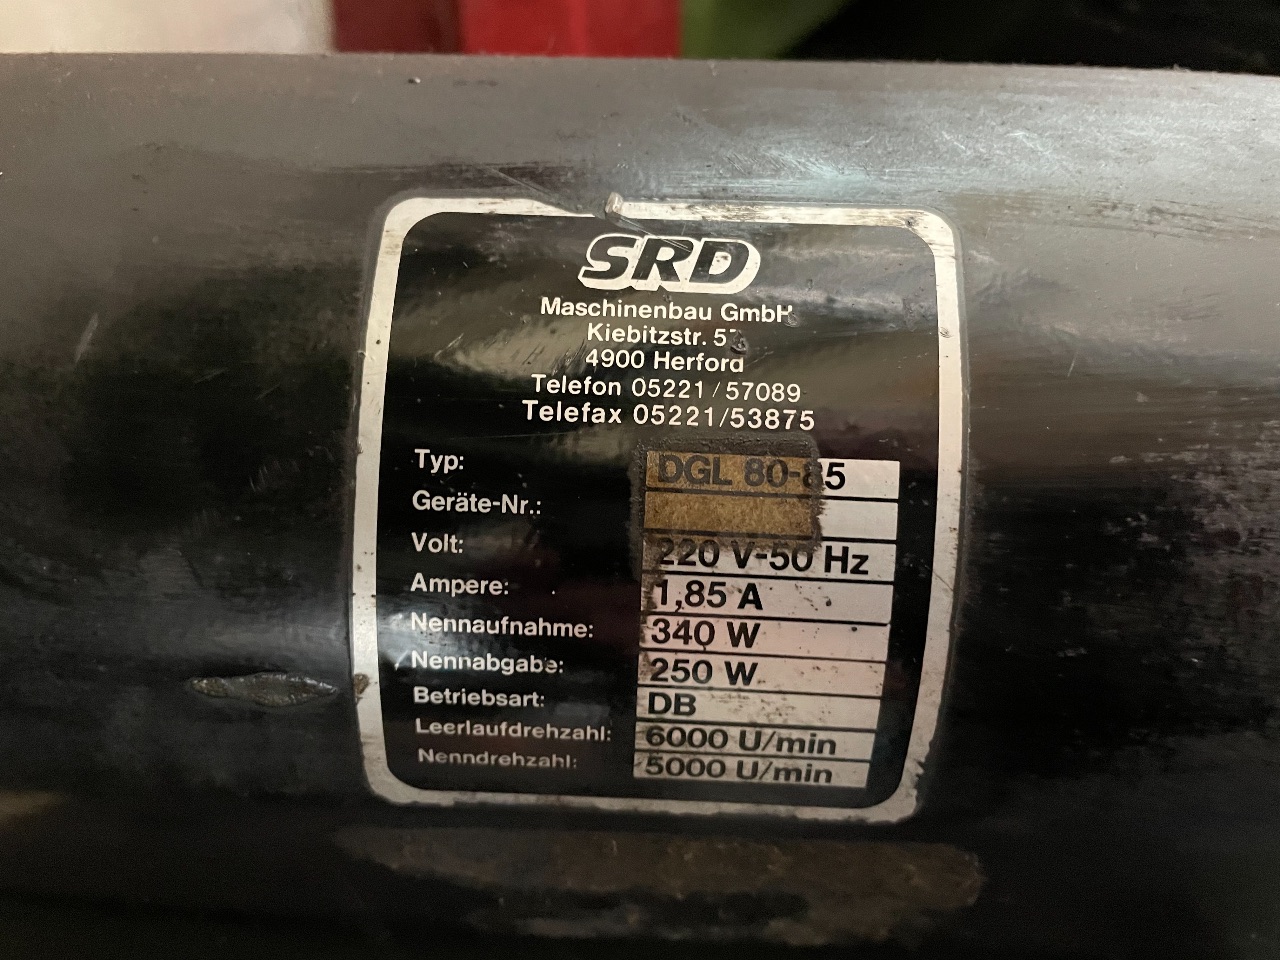 SRD
Maschinenbau GmbH
Kiebitzstr.
4900 Herford
Telefon 05221/57089
Telefax 05221/53875
Typ: DGL 80-85
Geräte-Nr.:
Volt: 220 V-50 Hz
Ampere: 1,85 A
Nennaufnahme: 340 W
Nennabgabe: 250 W
Betriebsart: DB
Leerlaufdrehzahl: 6000 U/min
Nenndrehzahl: 5000 U/min